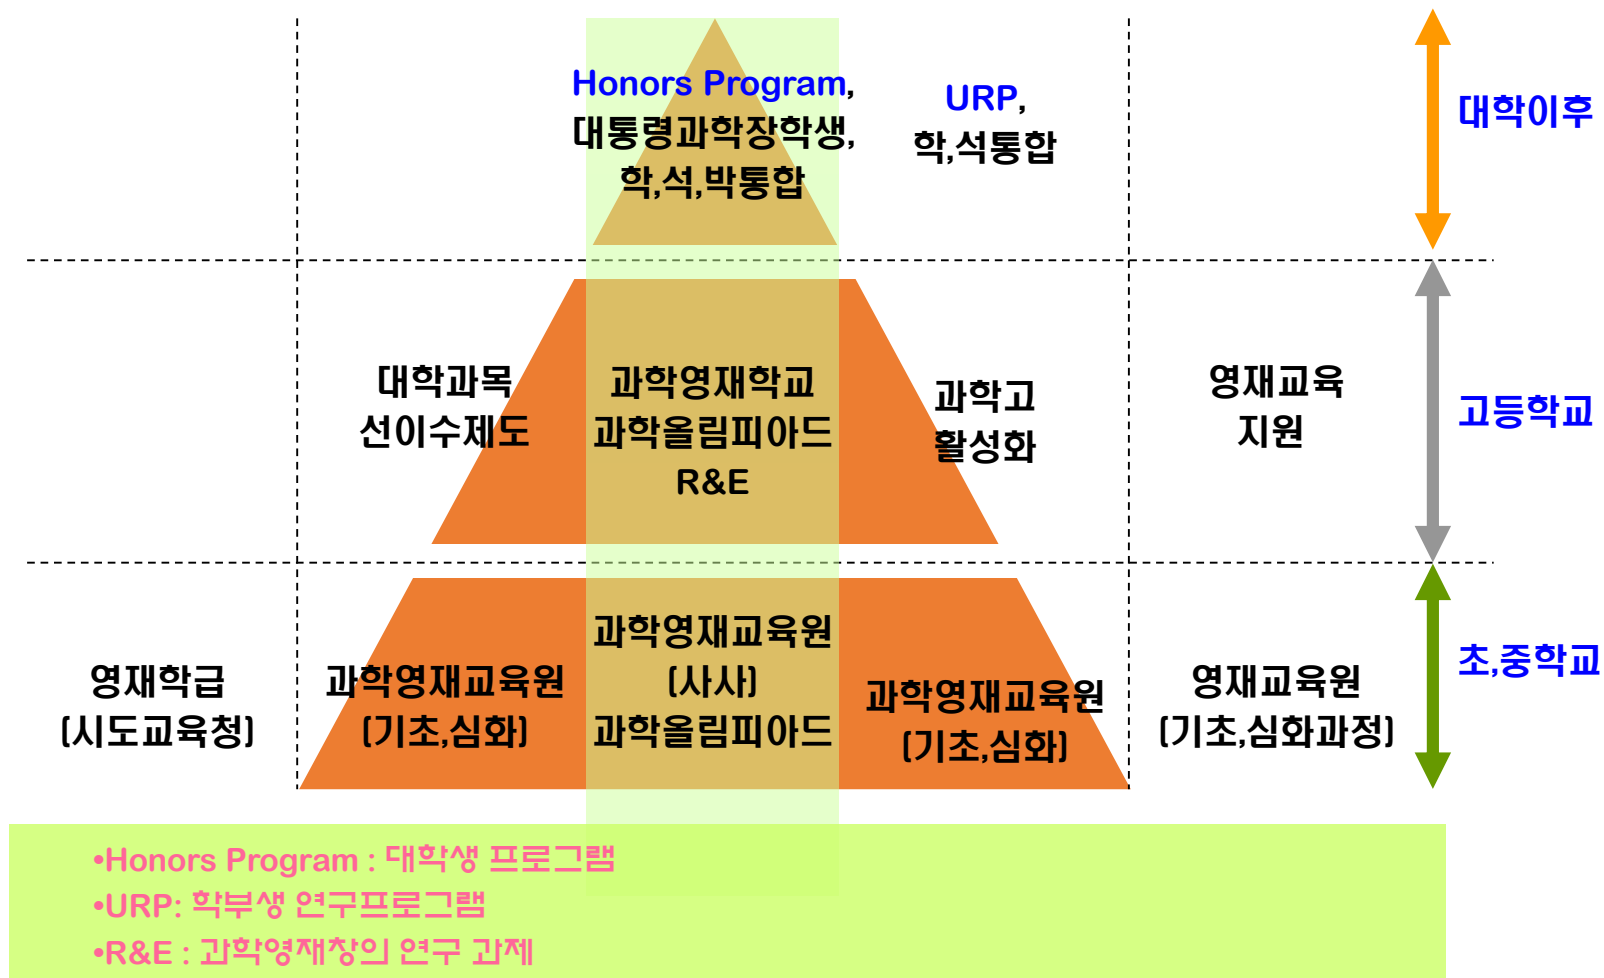 Honors Program,
대통령과학장학생,
학,석,박통합
URP,
학,석통합
대학이후
대학과목
선이수제도
과학영재학교
과학올림피아드
R&E
과학고
활성화
영재교육
지원
고등학교
영재학급
(시도교육청)
과학영재교육원
(기초,심화)
과학영재교육원
(사사)
과학올림피아드
과학영재교육원
(기초,심화)
영재교육원
(기초,심화과정)
초,중학교
•Honors Program : 대학생 프로그램
•URP: 학부생 연구프로그램
•R&E : 과학영재창의 연구 과제